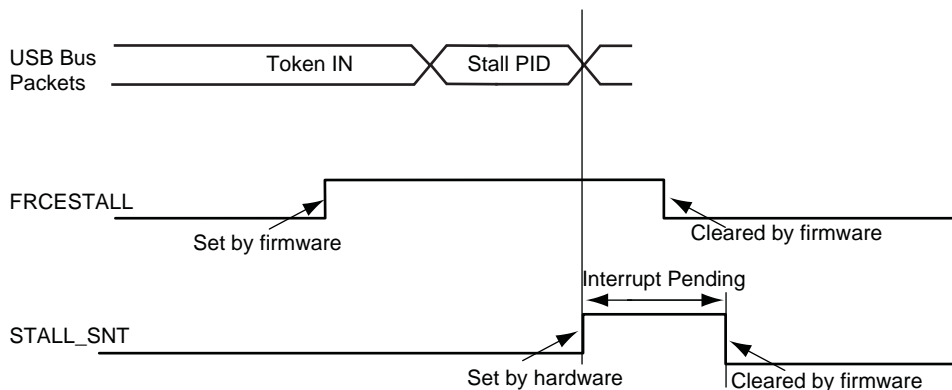 USB Bus
Packets
Token IN
Stall PID
FRCESTALL
Set by firmware
Cleared by firmware
Interrupt Pending
STALL_SNT
Set by hardware
Cleared by firmware